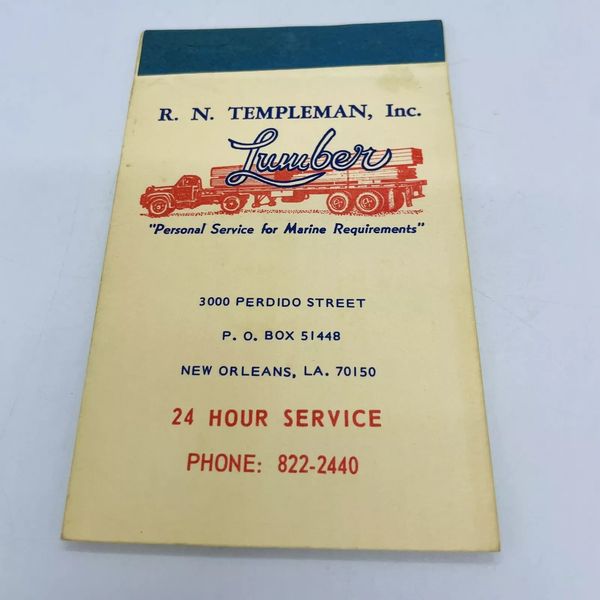 R. N. TEMPLEMAN, Inc.
Lumber
"Personal Service for Marine Requirements"
3000 PERDIDO STREET
P. O. BOX 51448
NEW ORLEANS, LA. 70150
24 HOUR SERVICE
PHONE: 822-2440